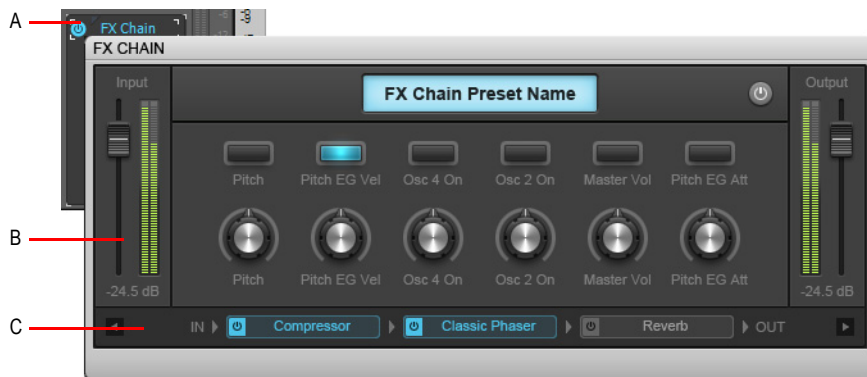 A
FX Chain
-9
FX CHAIN
Input
FX Chain Preset Name
Output
Pitch Pitch EG Vel Osc 4 On Osc 2 On Master Vol Pitch EG Att
B
Pitch Pitch EG Vel Osc 4 On Osc 2 On Master Vol Pitch EG Att
-24.5 dB
-24.5 dB
C
IN Compressor Classic Phaser Reverb OUT